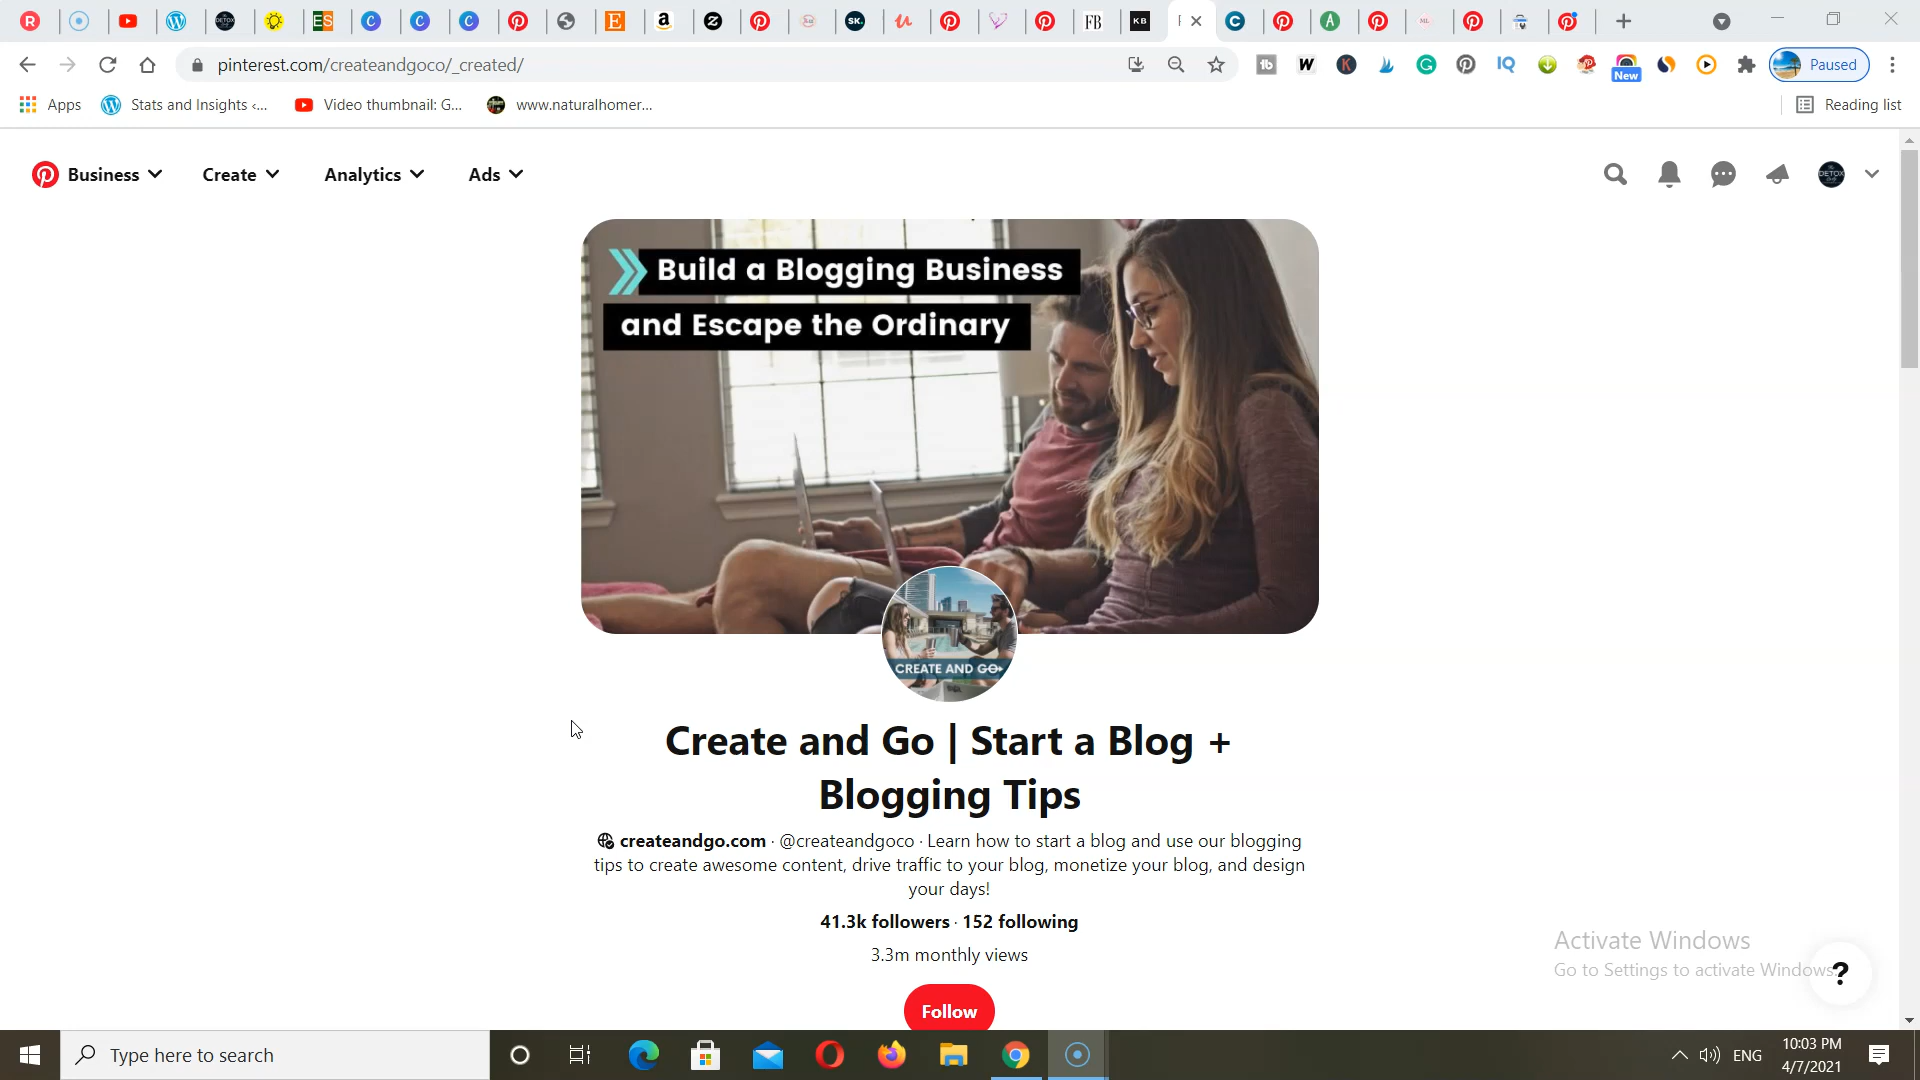 pinterest.com/createandgoco/_created/
New
Paused
Apps
Stats and Insights <...
Video thumbnail: G...
www.naturalhomer...
Reading list
Business
Create
Analytics
Ads
DETOX
Build a Blogging Business
and Escape the Ordinary
CREATE AND GO
Create and Go | Start a Blog +
Blogging Tips
createandgo.com · @createandgoco · Learn how to start a blog and use our blogging
tips to create awesome content, drive traffic to your blog, monetize your blog, and design
your days!
41.3k followers · 152 following
3.3m monthly views
Follow
Activate Windows
Go to Settings to activate Windows.
?
Type here to search
ENG
10:03 PM
4/7/2021